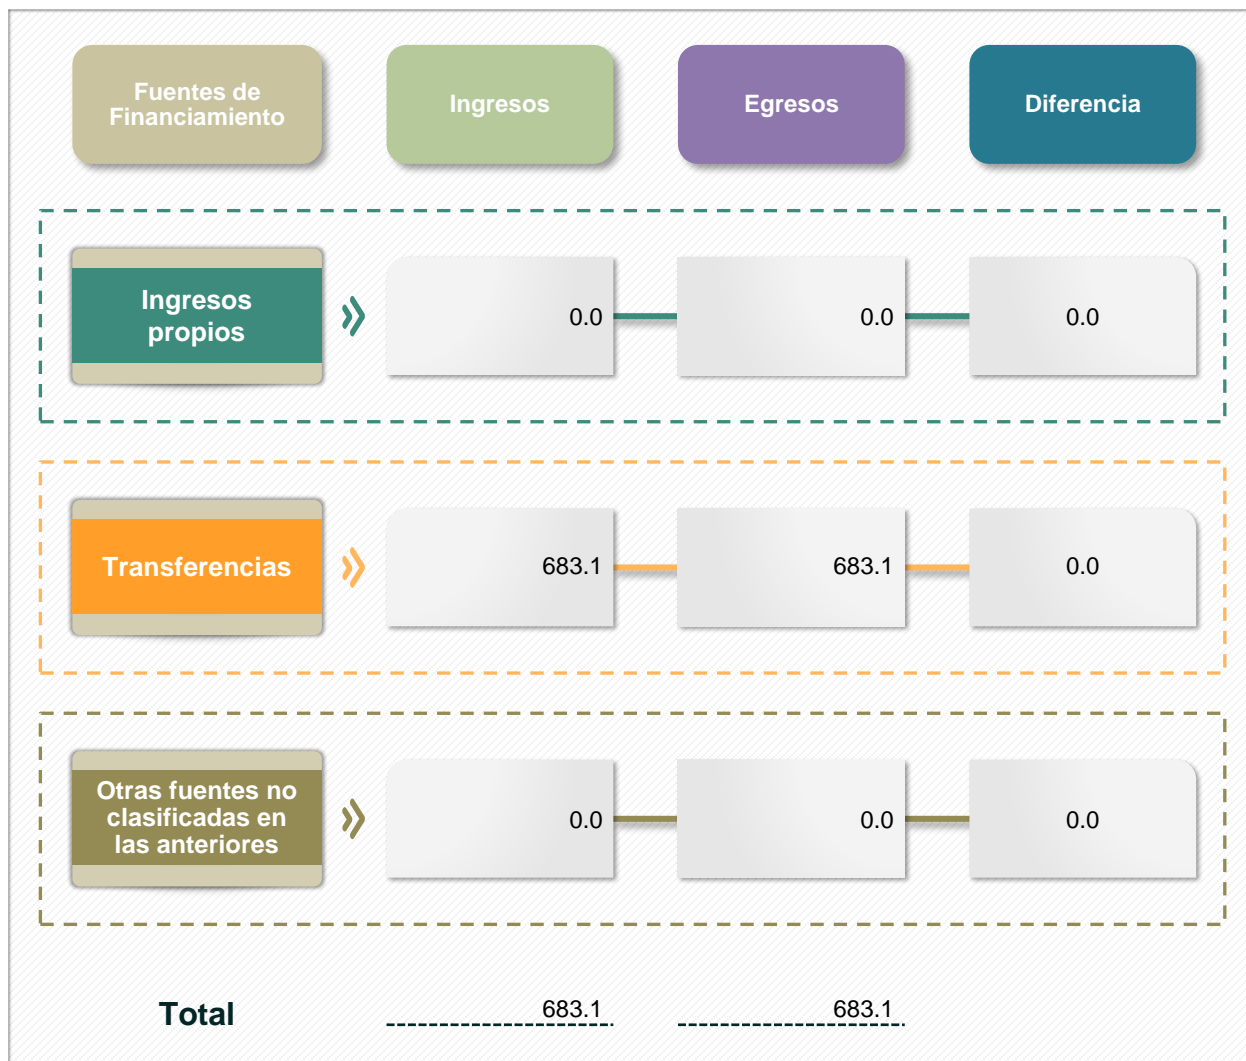 Fuentes de
Financiamiento
Ingresos
Egresos
Diferencia
Ingresos
propios
0.0
0.0
0.0
Transferencias
683.1
683.1
0.0
Otras fuentes no
clasificadas en
las anteriores
0.0
0.0
0.0
Total
683.1
683.1